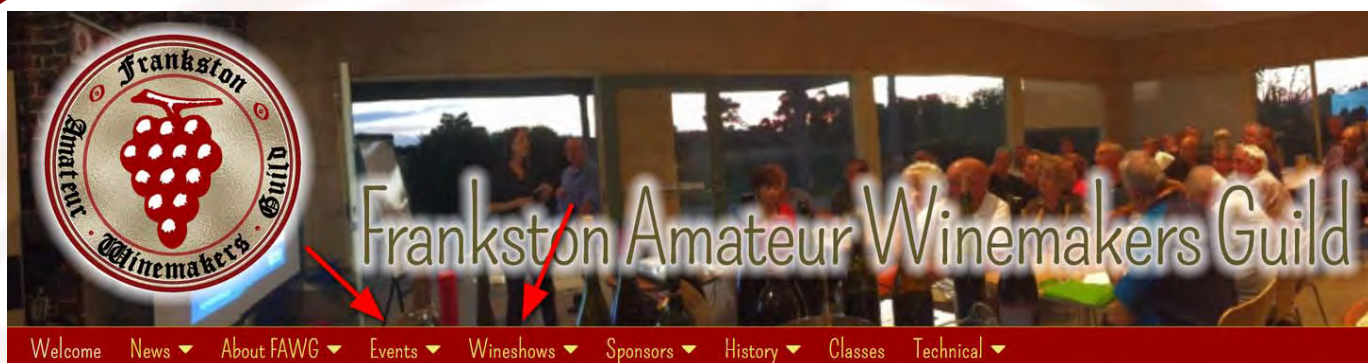 Frankston
Amateur
Guild
Winemakers
Frankston Amateur Winemakers Guild
Welcome News About FAWG Events Wineshows Sponsors History Classes Technical